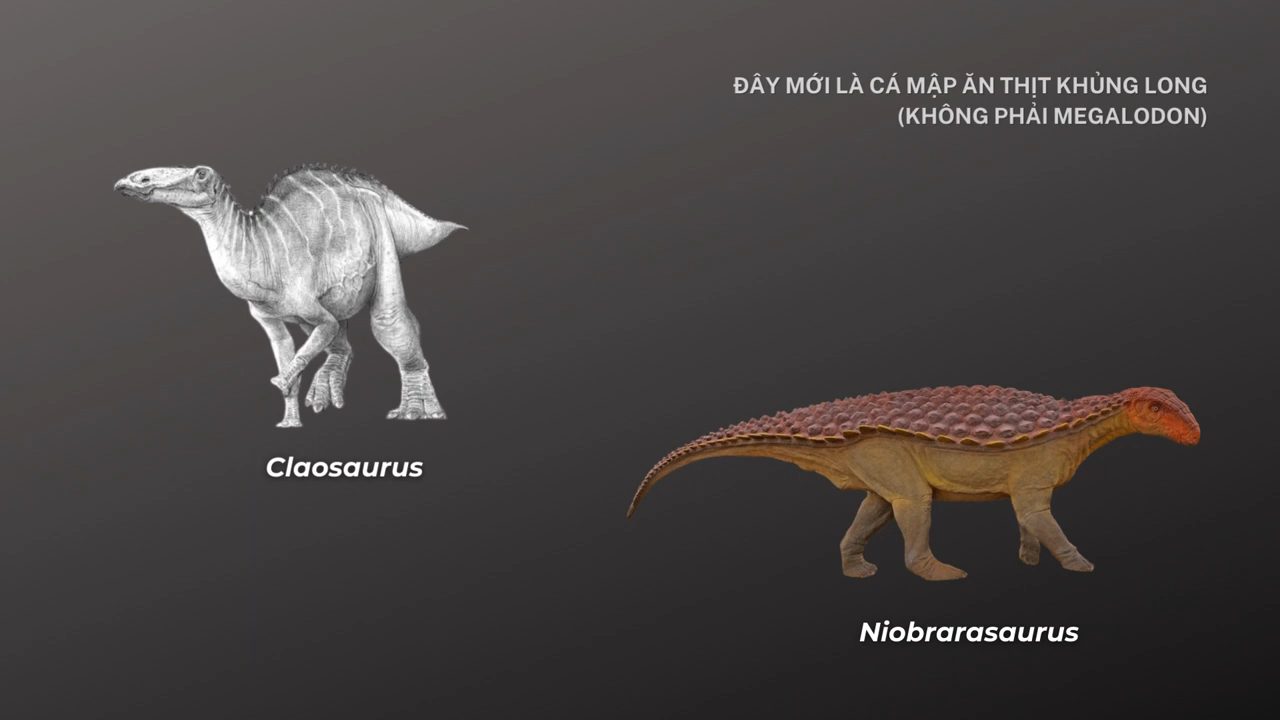 ĐÂY MỚI LÀ CÁ MẬP ĂN THỊT KHỦNG LONG
(KHÔNG PHẢI MEGALODON)
Claosaurus
Niobrarasaurus